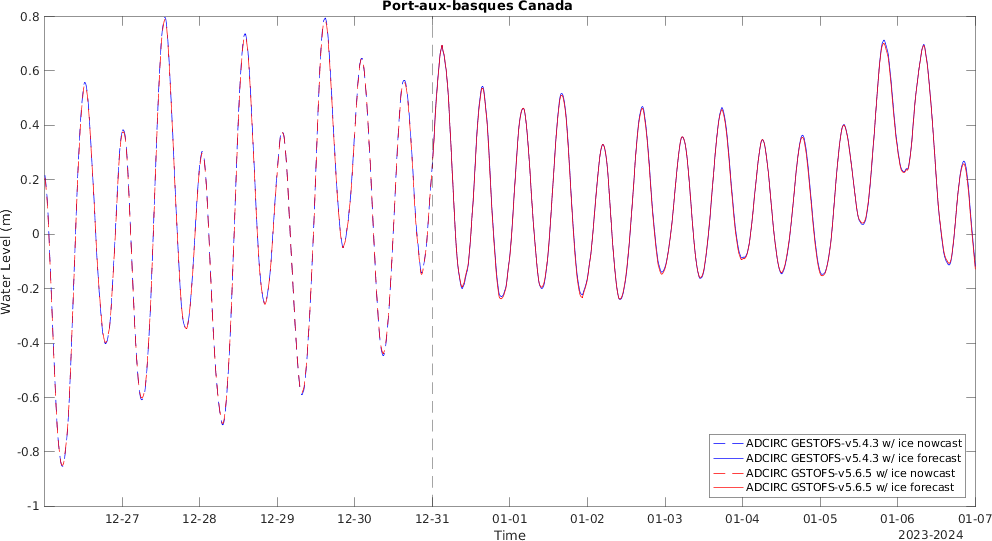 Port-aux-basques Canada
0.8
0.6
0.4
0.2
0
-0.2
-0.4
-0.6
-0.8
-1
Water Level (m)
ADCIRC GESTOFS-v5.4.3 w/ ice nowcast
ADCIRC GESTOFS-v5.4.3 w/ ice forecast
ADCIRC GSTOFS-v5.6.5 w/ ice nowcast
ADCIRC GSTOFS-v5.6.5 w/ ice forecast
12-27 12-28 12-29 12-30 12-31 01-01 01-02 01-03 01-04 01-05 01-06 01-07
Time
2023-2024